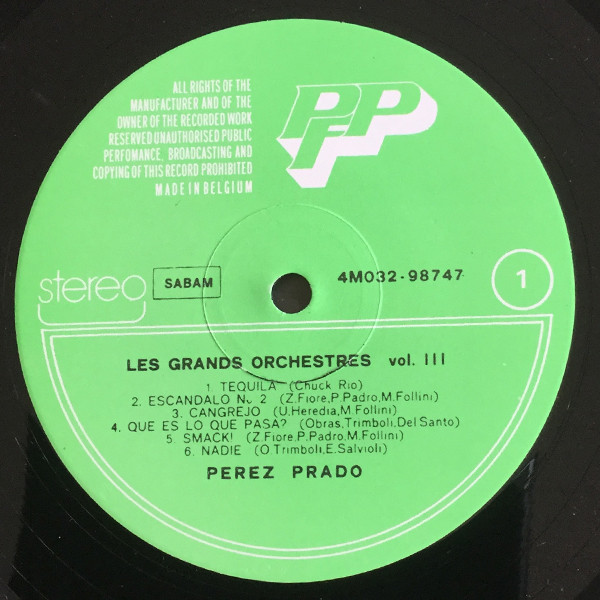 ALL RIGHTS OF THE
MANUFACTURER AND OF THE
OWNER OF THE RECORDED WORK
RESERVED UNAUTHORISED PUBLIC
PERFOMANCE, BROADCASTING AND
COPYING OF THIS RECORD PROHIBITED
MADE IN BELGIUM
PPP
stereo
SABAM
4M032-98747
1
LES GRANDS ORCHESTRES vol. III
1. TEQUILA (Chuck Rio)
2. ESCANDALO No 2 (Z.Fiore,P.Padro,M.Follini)
3. CANGREJO (U.Heredia,M.Follini)
4. QUE ES LO QUE PASA? (Obras,Trimboli,Del Santo)
5. SMACK! (Z.Fiore,P.Padro,M.Follini)
6. NADIE (O Trimboli,E.Salvioli)
PEREZ PRADO